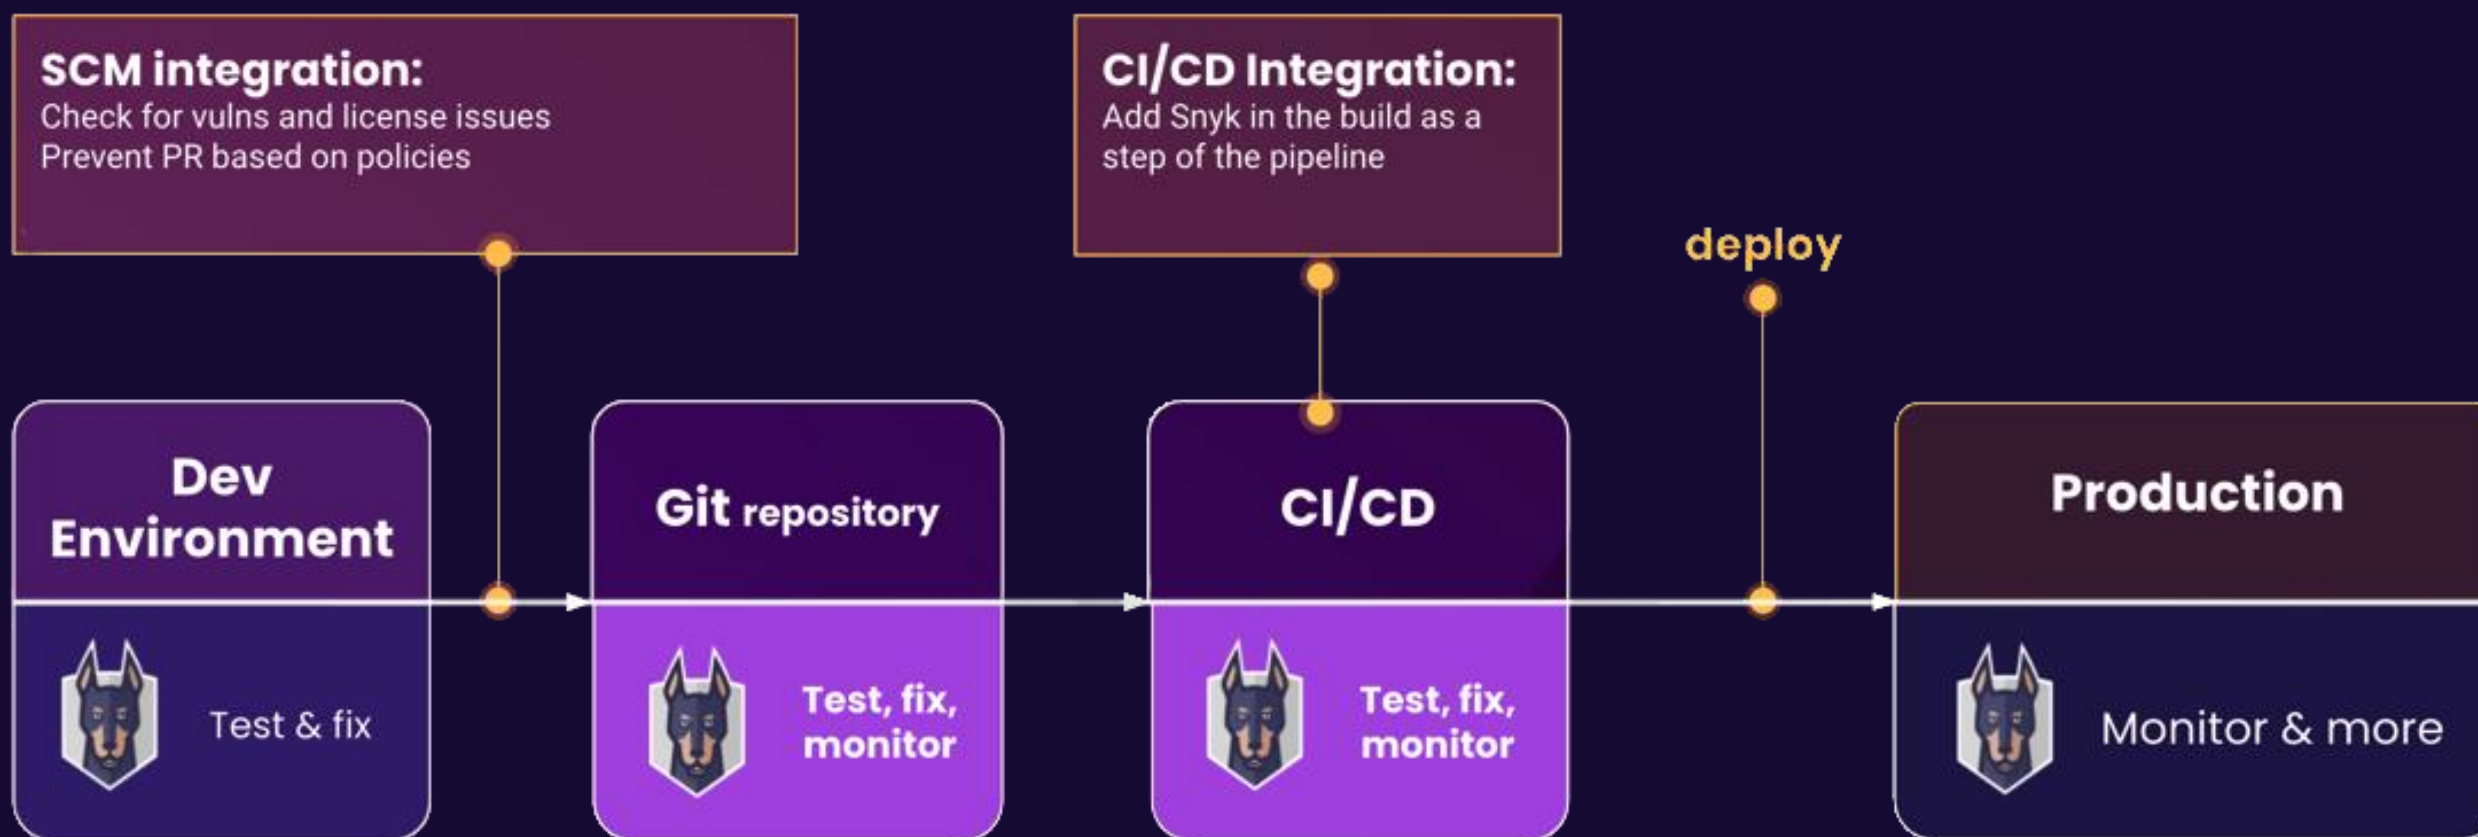 SCM integration:
Check for vulns and license issues
Prevent PR based on policies
CI/CD Integration:
Add Snyk in the build as a
step of the pipeline
deploy
Dev
Environment
Git repository
CI/CD
Production
Test & fix
Test, fix,
monitor
Test, fix,
monitor
Monitor & more